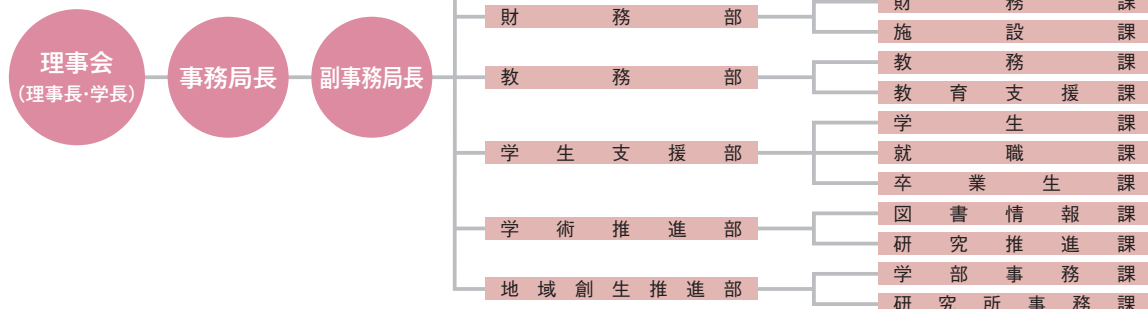 理事会
(理事長・学長)
事務局長
副事務局長
財務部
財務課
施設課
教務部
教務課
教育支援課
学生支援部
学生課
就職課
卒業生課
学術推進部
図書情報課
研究推進課
地域創生推進部
学部事務課
研究所事務課